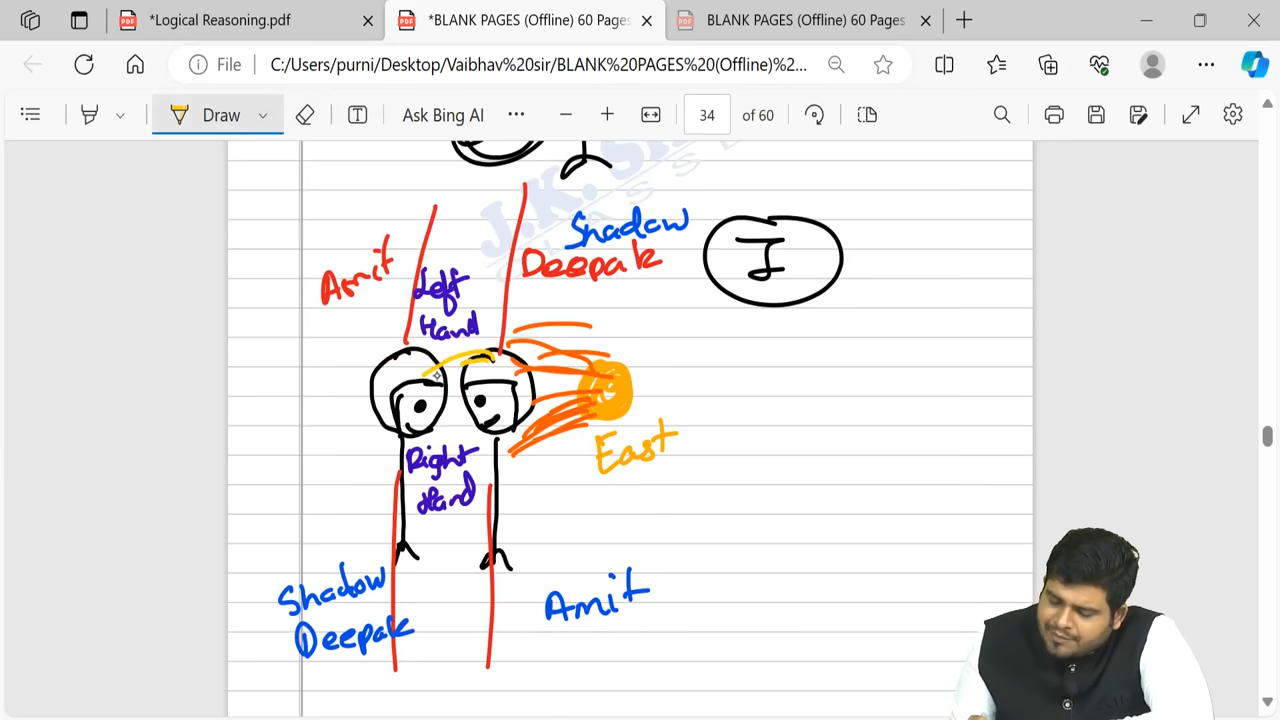 *Logical Reasoning.pdf
*BLANK PAGES (Offline) 60 Pages
BLANK PAGES (Offline) 60 Pages
File
C:/Users/purni/Desktop/Vaibhav%20sir/BLANK%20PAGES%20(Offline)%2...
Draw
Ask Bing AI
34 of 60
Shadow
Amit
Deepak
I
Left
Hand
East
Right
Hand
Shadow
Deepak
Amit